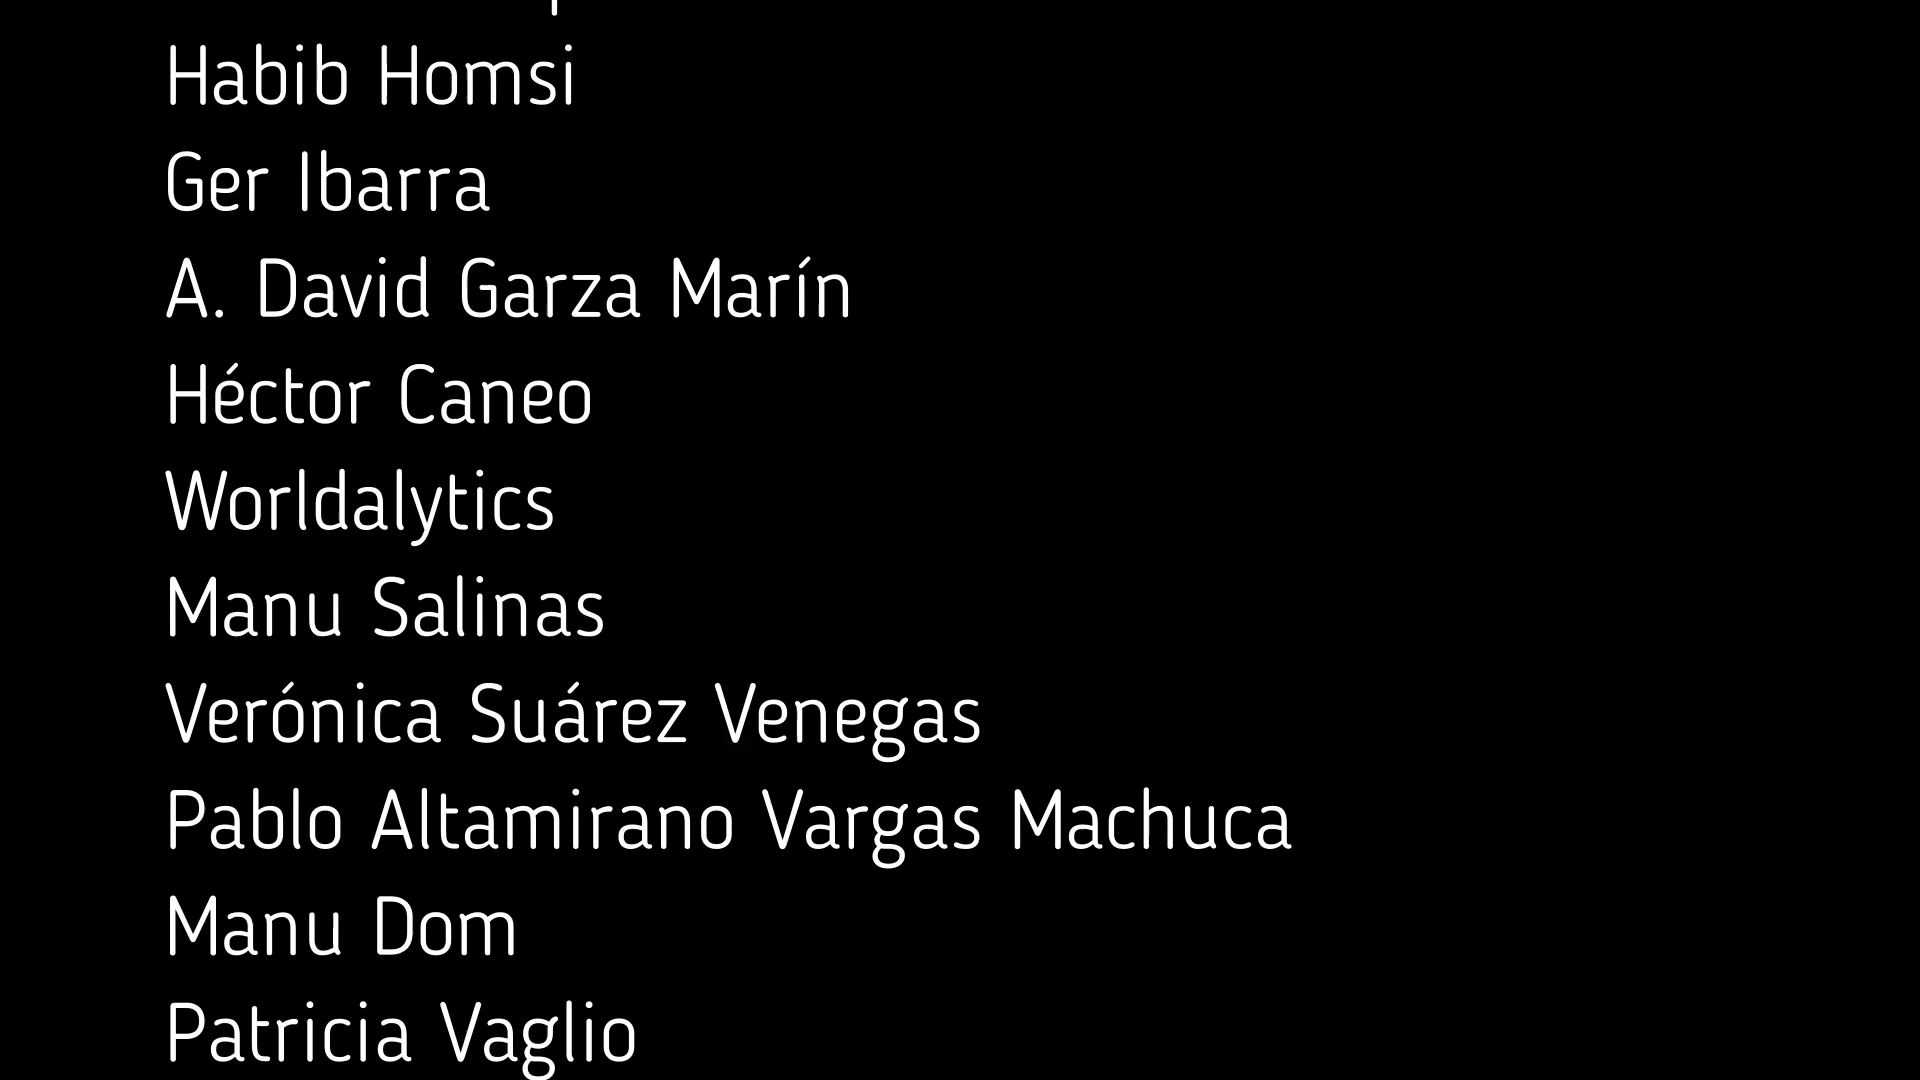 Habib Homsi
Ger Ibarra
A. David Garza Marín
Héctor Caneo
Worldalytics
Manu Salinas
Verónica Suárez Venegas
Pablo Altamirano Vargas Machuca
Manu Dom
Patricia Vaglio